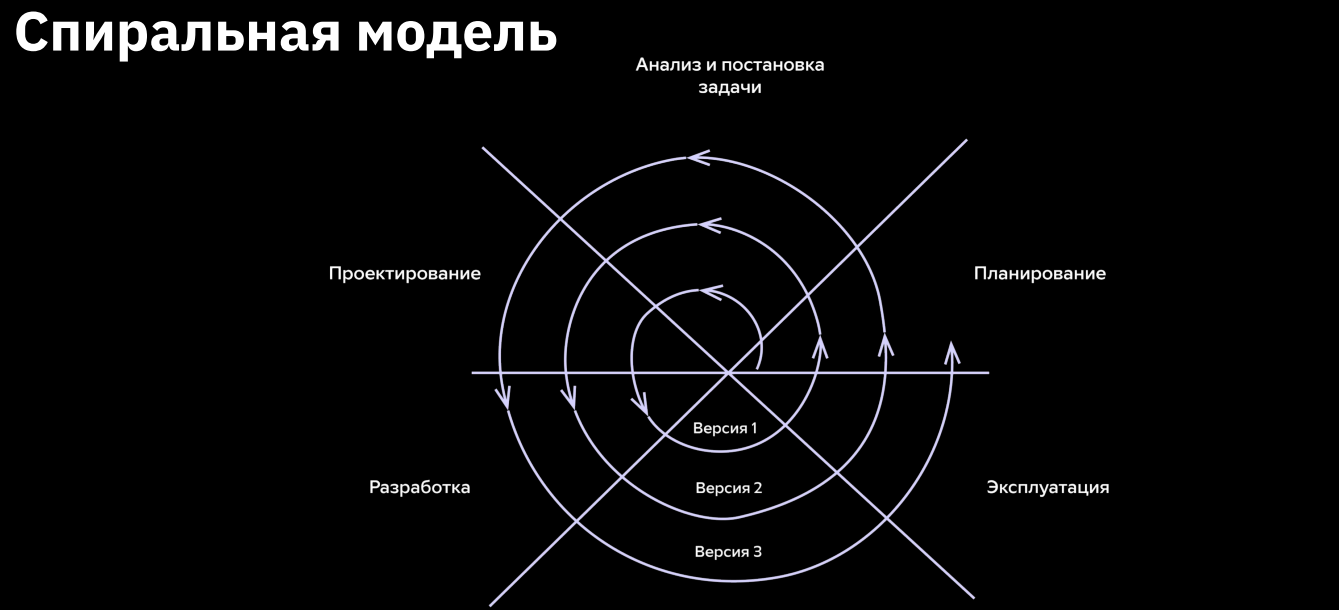 Спиральная модель
Анализ и постановка
задачи
Проектирование
Планирование
Версия 1
Разработка
Версия 2
Эксплуатация
Версия 3